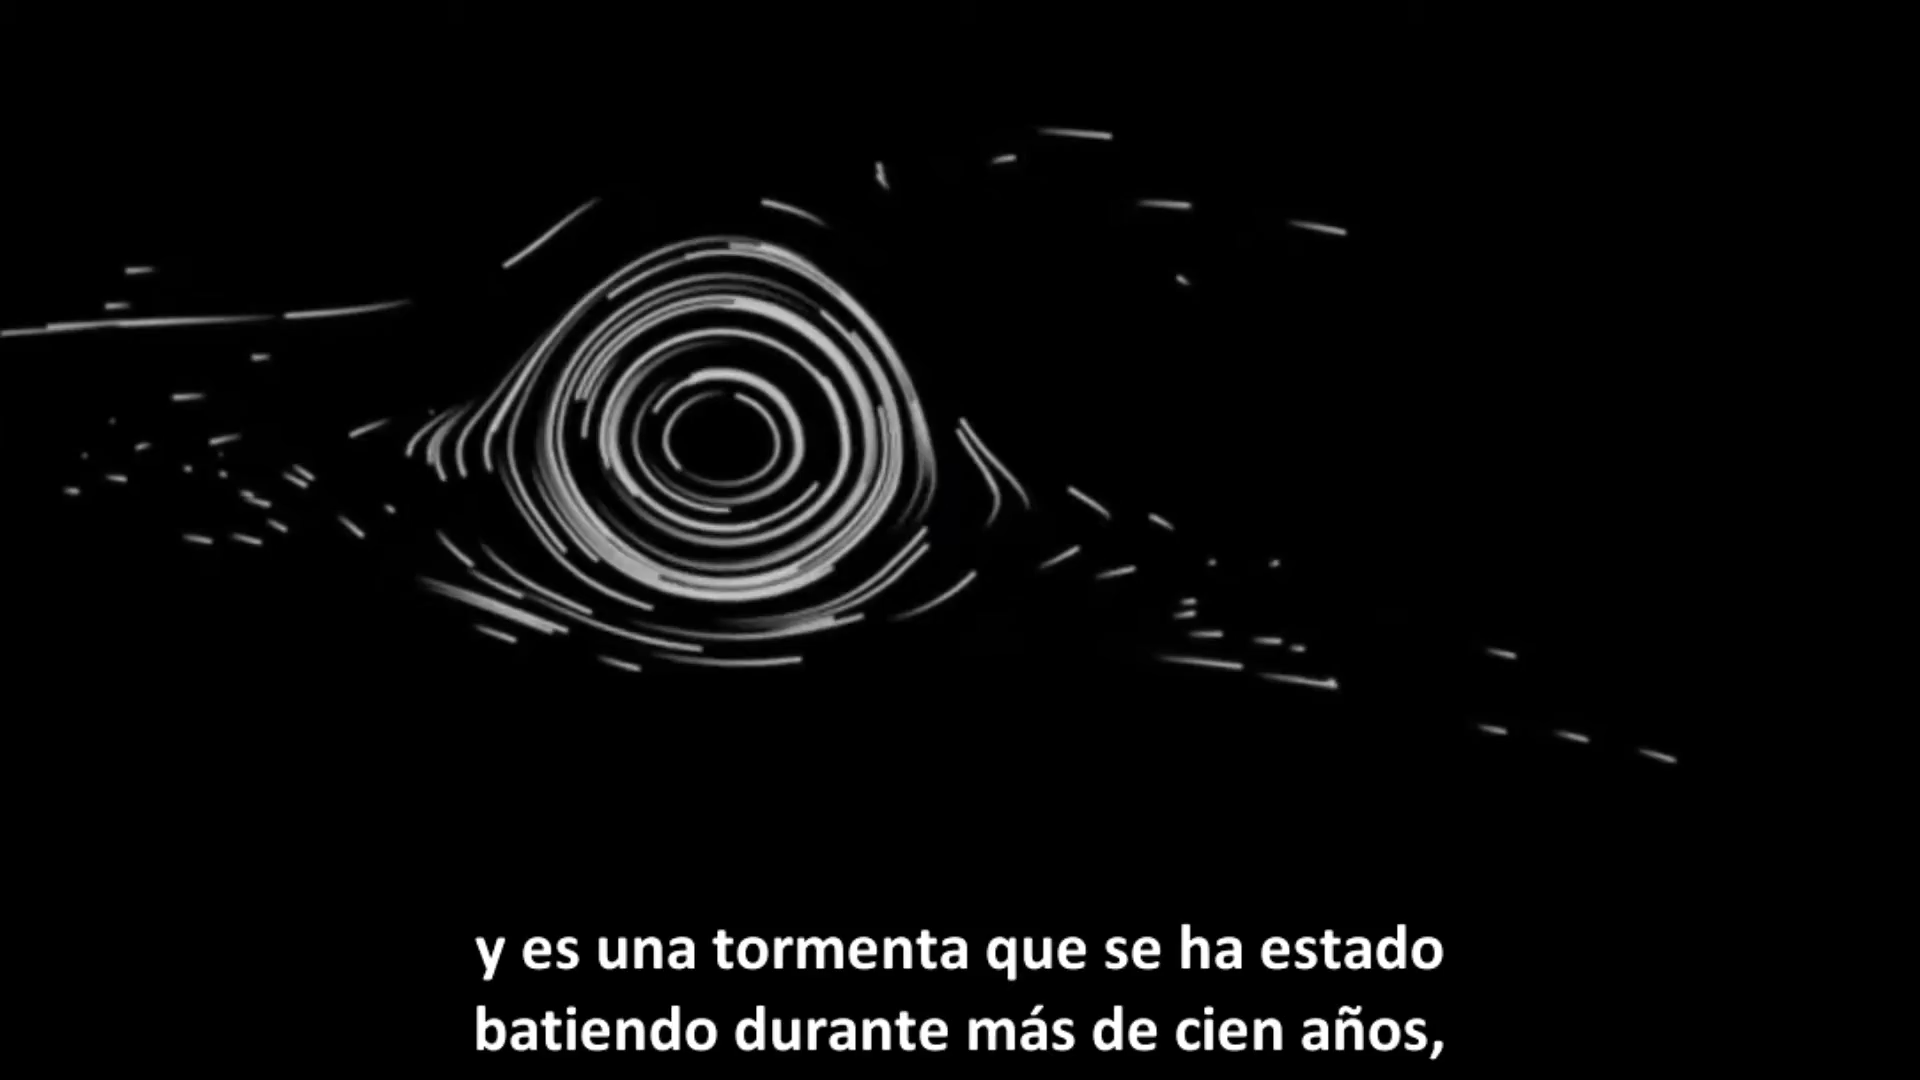 y es una tormenta que se ha estado
batiendo durante más de cien años,